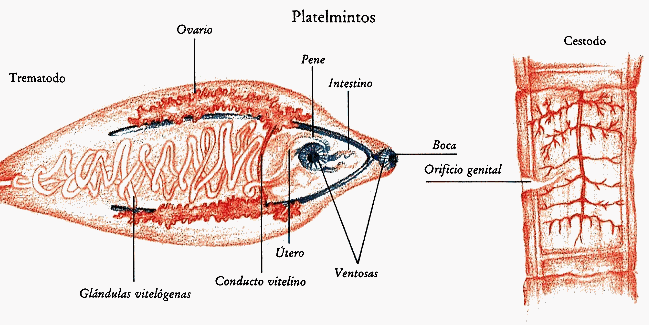 Platelmintos
Ovario
Cestodo
Pene
Trematodo
Intestino
Boca
Orificio genital
Útero
Ventosas
Conducto vitelino
Glándulas vitelógenas